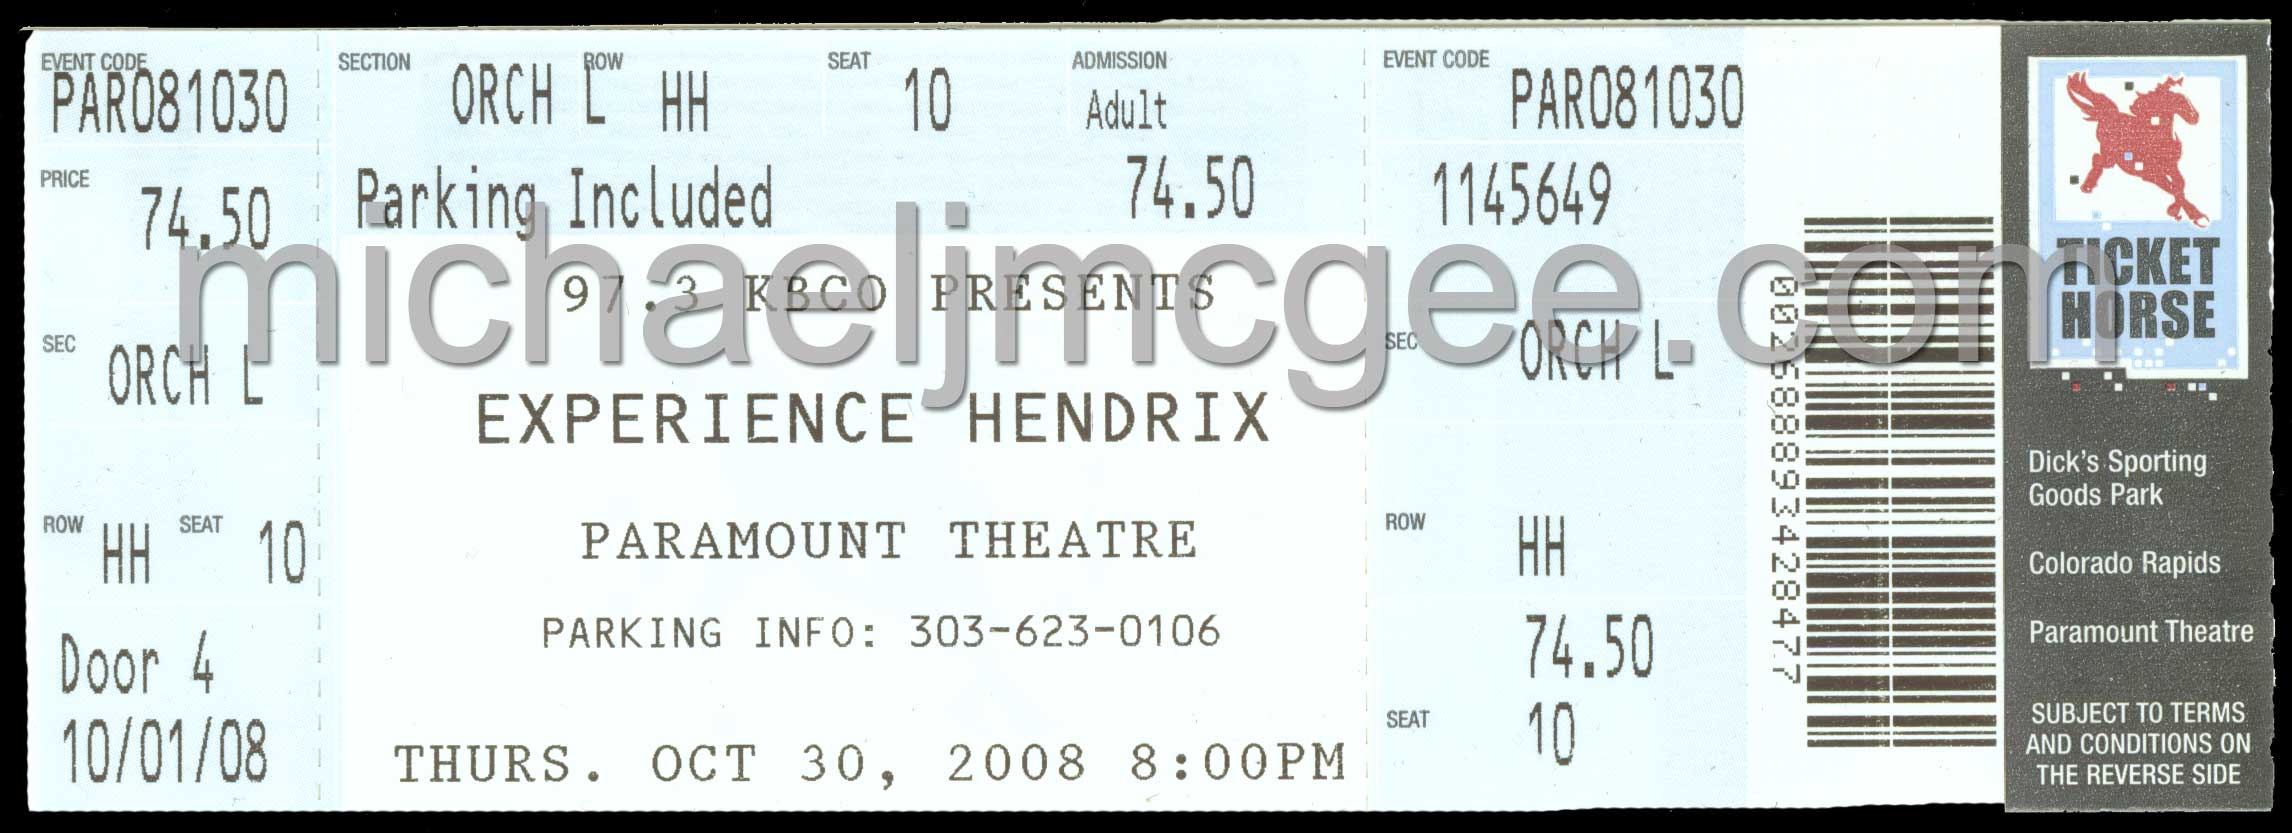 EVENT CODE
PAR081030
PRICE
74.50
SEC
ORCH L
ROW HH SEAT 10
Door 4
10/01/08
SECTION ORCH L ROW HH SEAT 10 ADMISSION Adult
Parking Included 74.50
97.3 KBCO PRESENTS
EXPERIENCE HENDRIX
PARAMOUNT THEATRE
PARKING INFO: 303-623-0106
THURS. OCT 30, 2008 8:00PM
EVENT CODE
PAR081030
1145649
SEC
ORCH L
ROW
HH
74.50
SEAT
10
TICKET
HORSE
Dick's Sporting
Goods Park
Colorado Rapids
Paramount Theatre
SUBJECT TO TERMS
AND CONDITIONS ON
THE REVERSE SIDE
michaeljmcgee.com